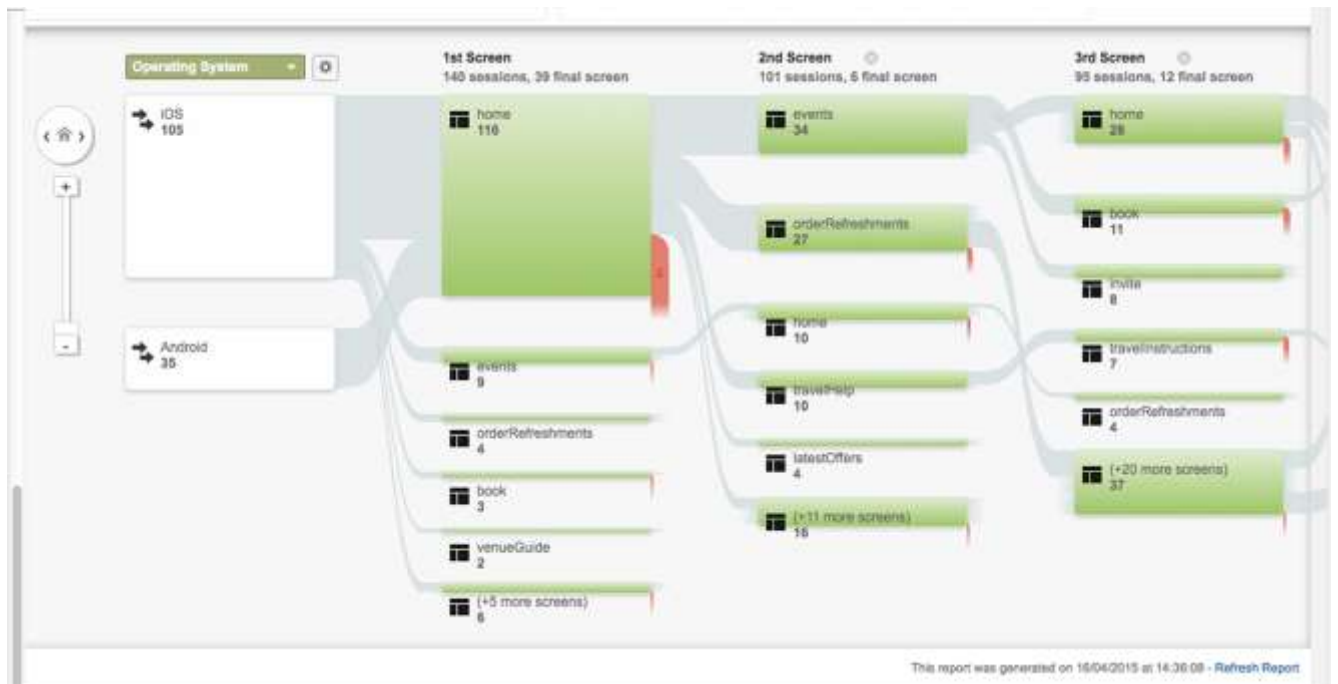 Operating System
1st Screen
140 sessions, 39 final screen
2nd Screen
101 sessions, 6 final screen
3rd Screen
95 sessions, 12 final screen
iOS
105
Android
35
home
116
events
9
orderRefreshments
4
book
3
venueGuide
2
(+5 more screens)
6
events
34
orderRefreshments
27
home
10
travelHelp
10
latestOffers
4
(+11 more screens)
16
home
28
book
11
invite
8
travelInstructions
7
orderRefreshments
4
(+20 more screens)
37
+
-
This report was generated on 16/04/2015 at 14:36:09 - Refresh Report